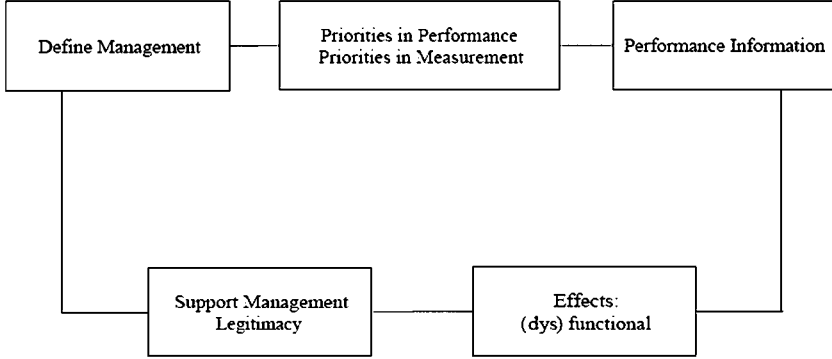 Define Management
Priorities in Performance
Priorities in Measurement
Performance Information
Support Management
Legitimacy
Effects:
(dys) functional